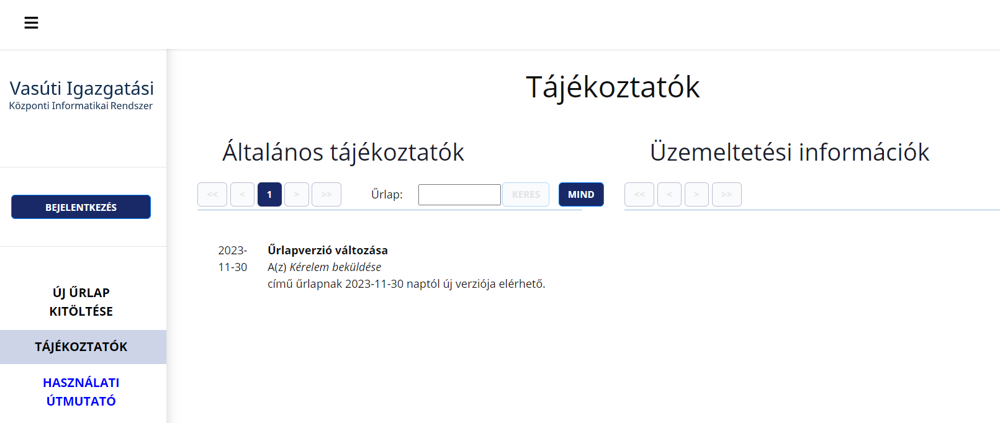 Vasúti Igazgatási
Központi Informatikai Rendszer
BEJELENTKEZÉS
ÚJ ŰRLAP
KITÖLTÉSE
TÁJÉKOZTATÓK
HASZNÁLATI
ÚTMUTATÓ
Tájékoztatók
Általános tájékoztatók
<< < 1 > >> Űrlap: KERES MIND
2023-
11-30
Űrlapverzió változása
A(z) Kérelem beküldése
című űrlapnak 2023-11-30 naptól új verziója elérhető.
Üzemeltetési információk
<< < > >>